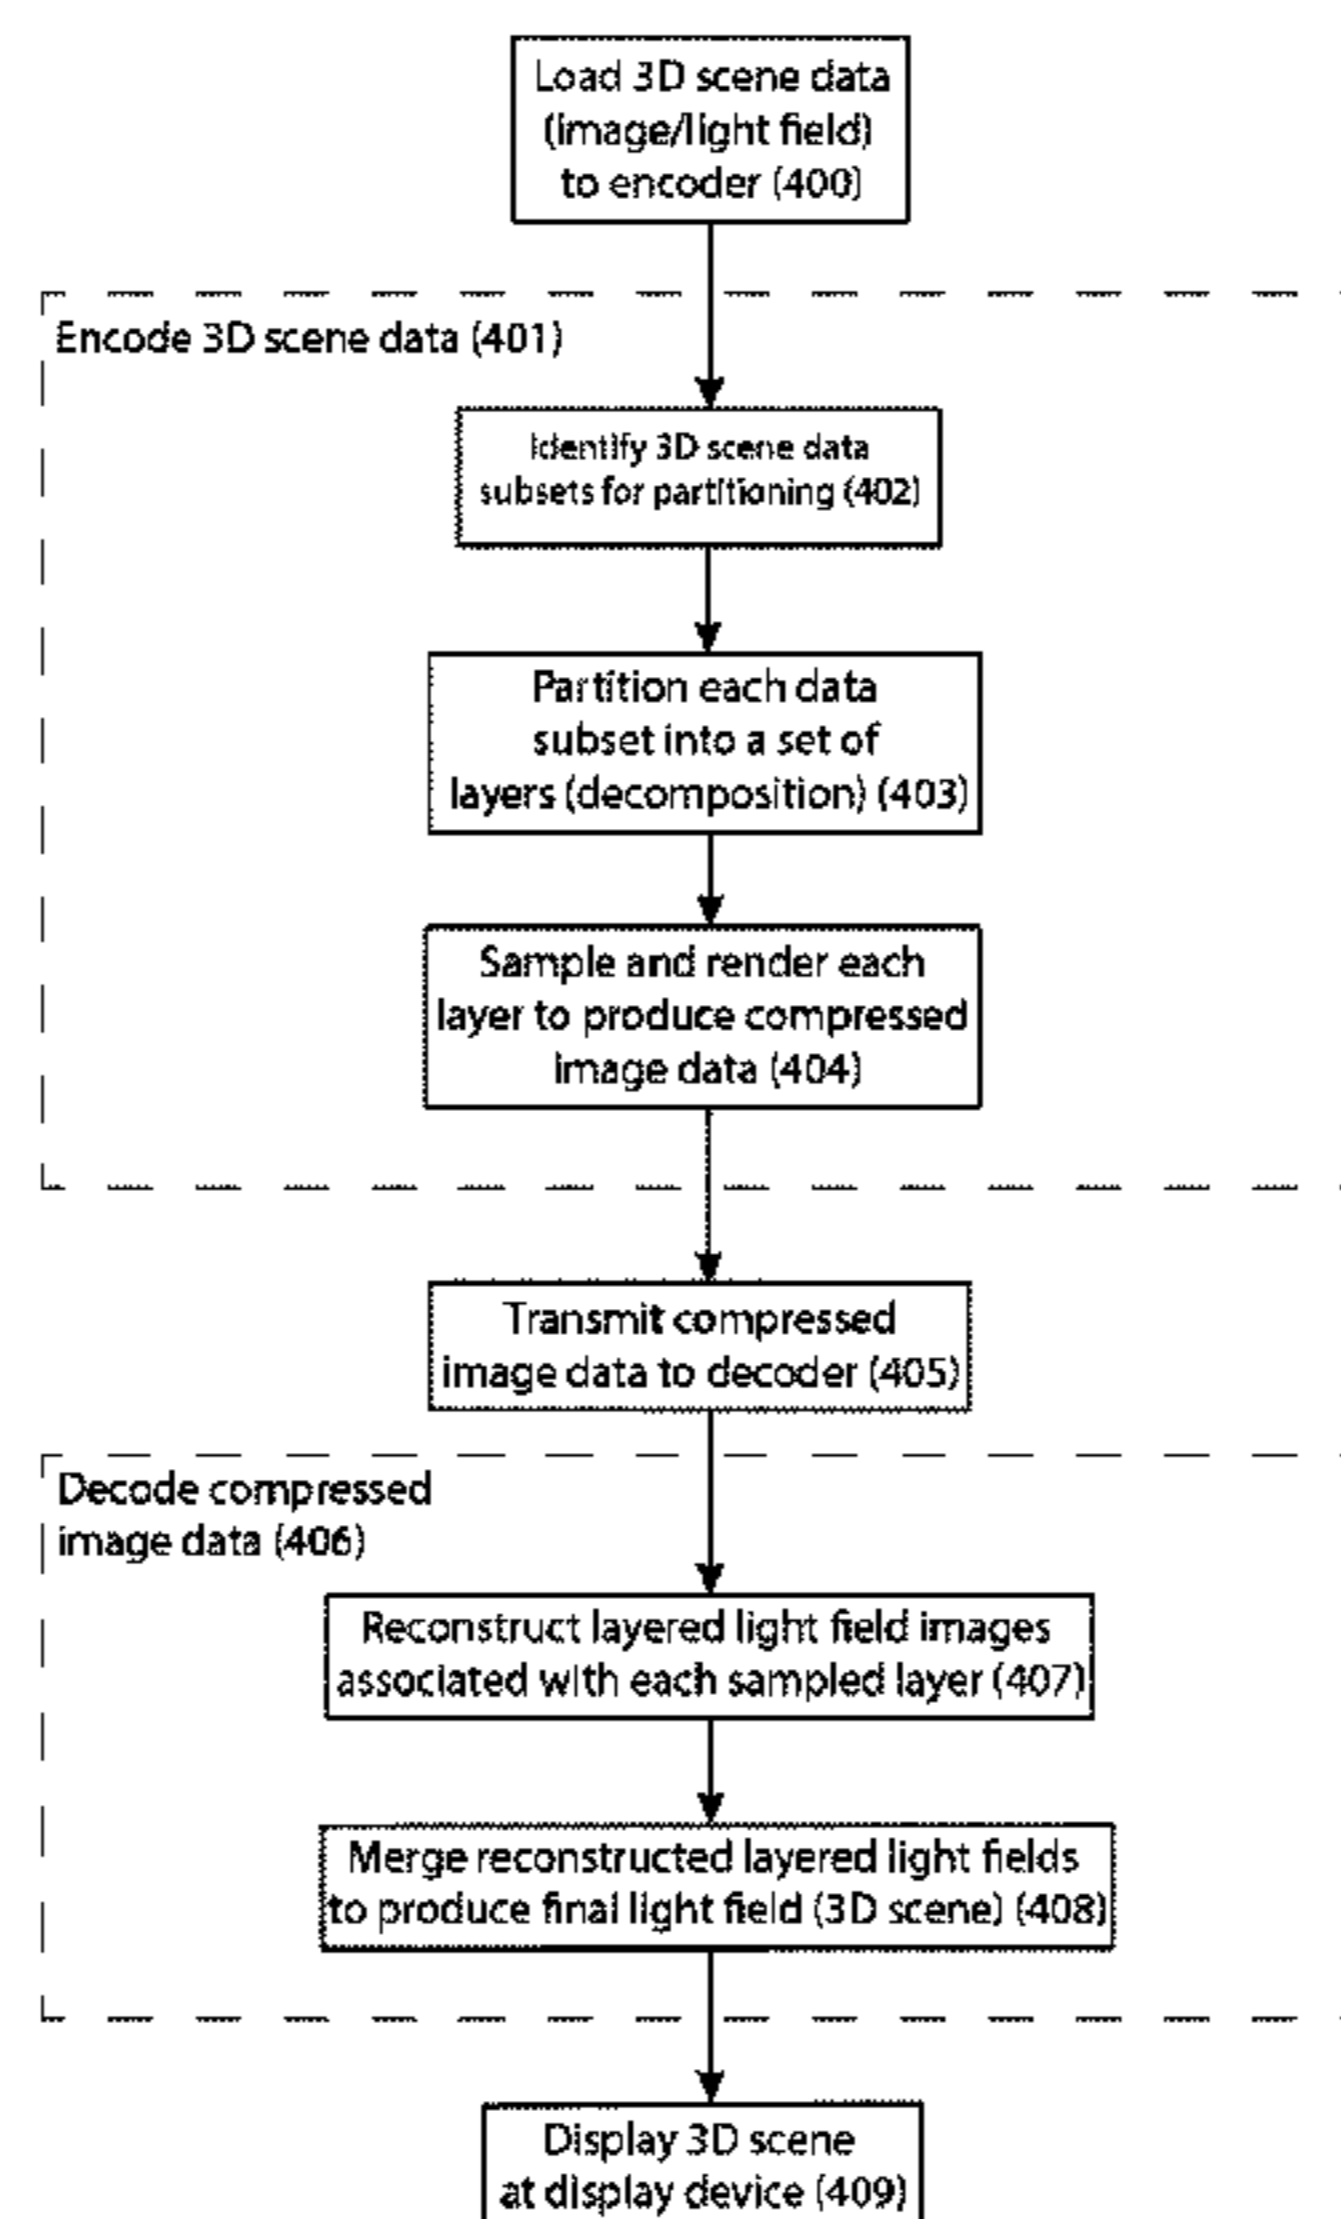 Load 3D scene data
(image/light field)
to encoder (400)
Encode 3D scene data (401)
Identify 3D scene data
subsets for partitioning (402)
Partition each data
subset into a set of
layers (decomposition) (403)
Sample and render each
layer to produce compressed
image data (404)
Transmit compressed
image data to decoder (405)
Decode compressed
image data (406)
Reconstruct layered light field images
associated with each sampled layer (407)
Merge reconstructed layered light fields
to produce final light field (3D scene) (408)
Display 3D scene
at display device (409)